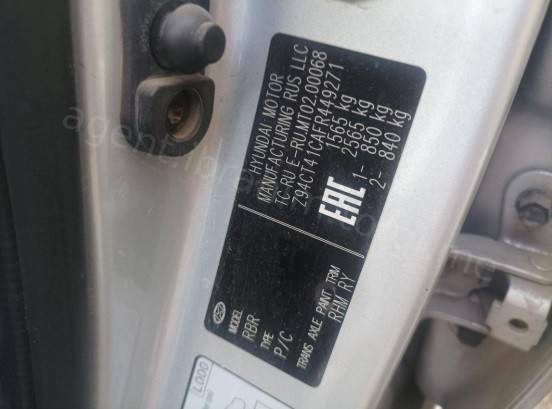 HYUNDAI MOTOR
MANUFACTURING RUS LLC
TC RU E-RU.MT02.00068
Z94CT41CAFR449271
1565 kg
2565 kg
1- 850 kg
2- 840 kg
EAC
MODEL
RBR
TYPE
P/C
TRANS AXLE PAINT TRIM
RHM RY